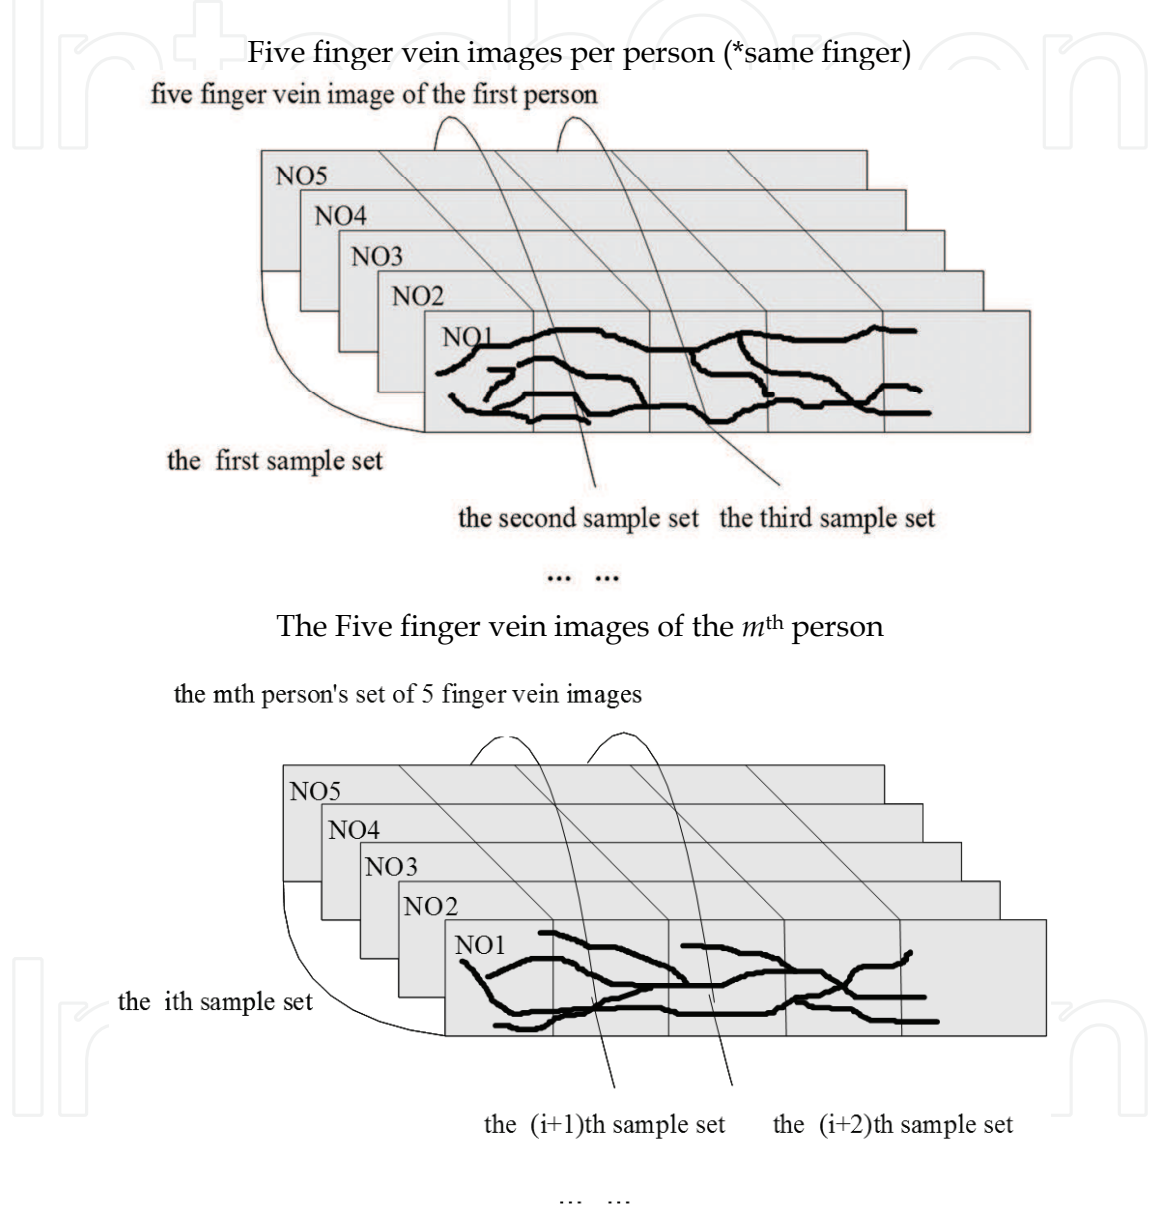 Five finger vein images per person (*same finger)
five finger vein image of the first person
NO5
NO4
NO3
NO2
NO1
the first sample set
the second sample set the third sample set
... ...
The Five finger vein images of the mth person
the mth person's set of 5 finger vein images
NO5
NO4
NO3
NO2
NO1
the ith sample set
the (i+1)th sample set the (i+2)th sample set
... ...